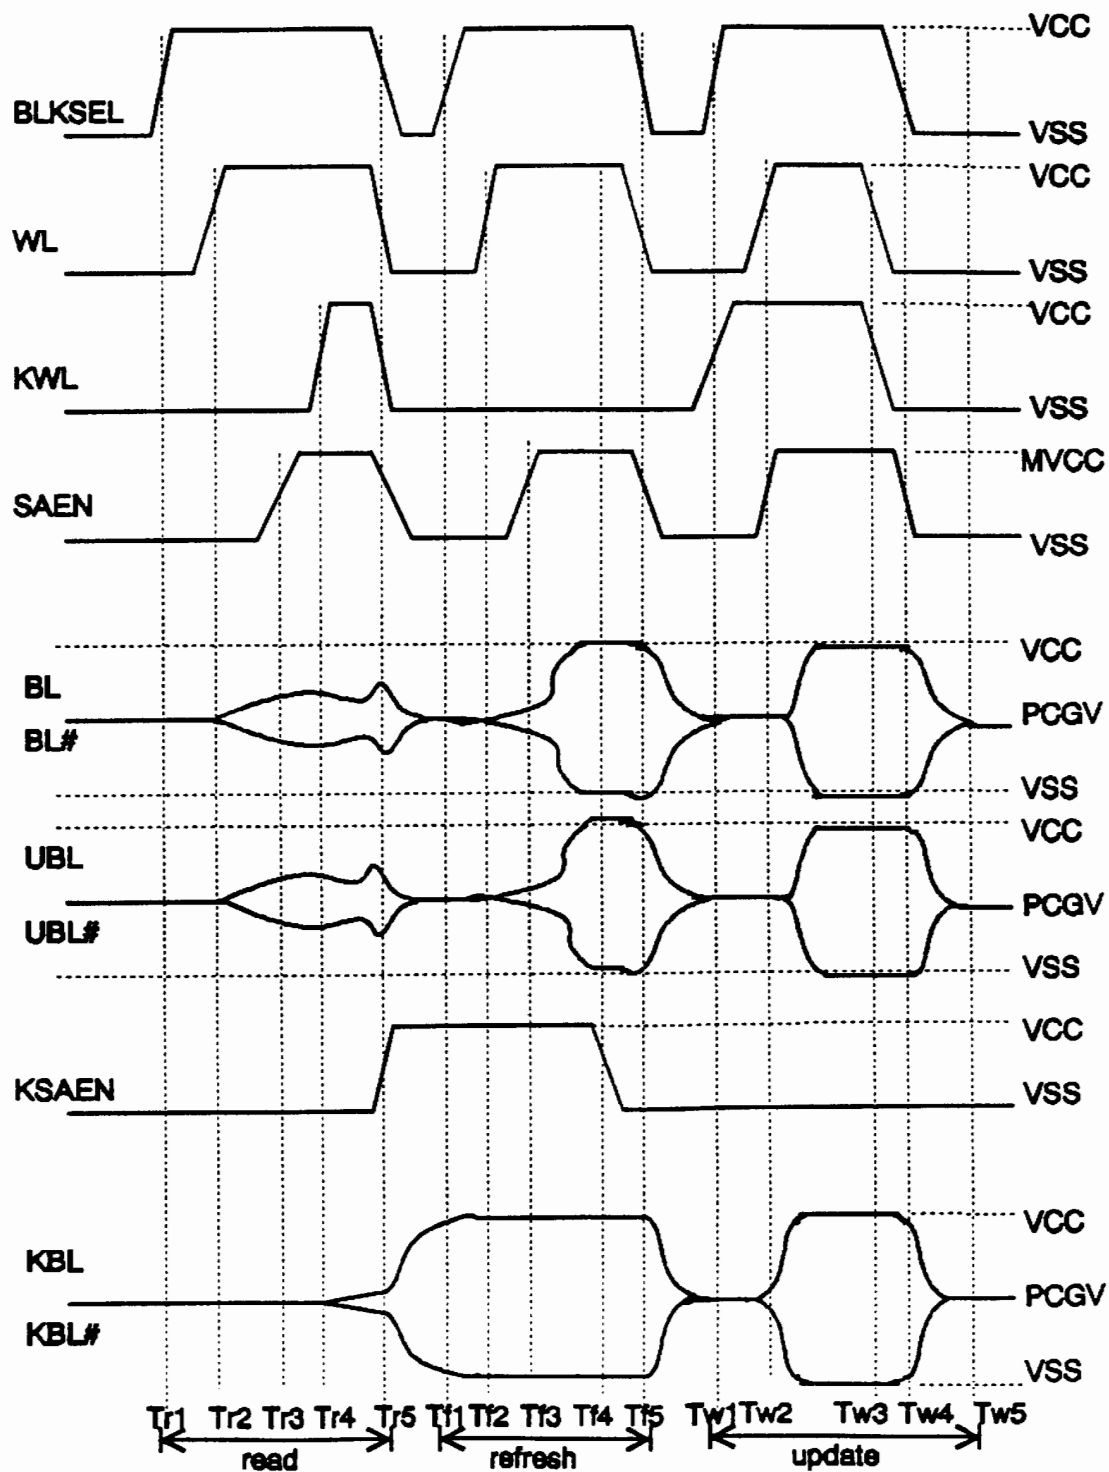 VCC
BLKSEL
VSS
VCC
WL
VSS
VCC
KWL
VSS
MVCC
SAEN
VSS
VCC
BL
PCGV
BL#
VSS
VCC
UBL
PCGV
UBL#
VSS
VCC
KSAEN
VSS
VCC
KBL
PCGV
KBL#
VSS
Tr1 Tr2 Tr3 Tr4 Tr5 Tf1 Tf2 Tf3 Tf4 Tf5 Tw1 Tw2 Tw3 Tw4 Tw5
read refresh update